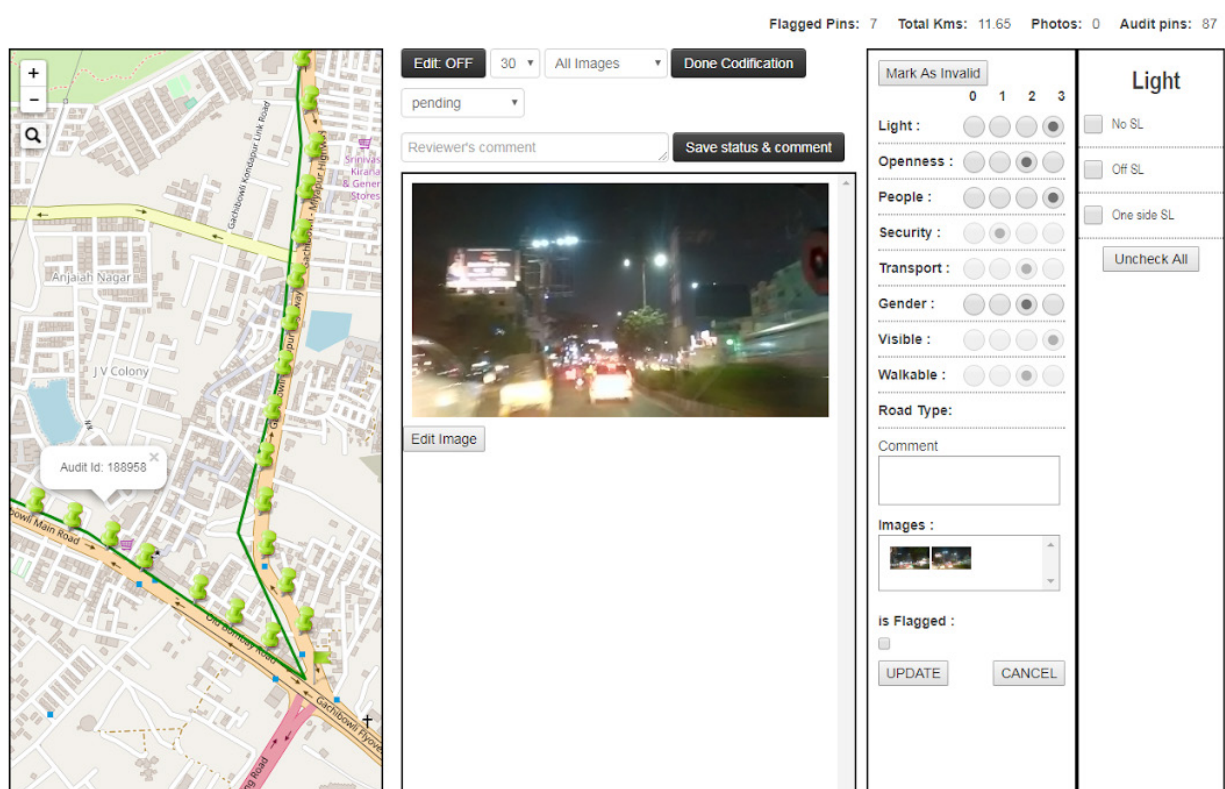 Flagged Pins: 7 Total Kms: 11.65 Photos: 0 Audit pins: 87
+
-
Gachibowli Kondapur Link Road
Gachibowli - Miyapur Highway
Srinivas
Kirana
& Gener
Stores
Anjaiah Nagar
J V Colony
Audit Id: 188958 ×
Old Bombay Road
Gachibowli Flyover
Edit: OFF 30 All Images Done Codification
pending
Reviewer's comment Save status & comment
Edit Image
Mark As Invalid
0 1 2 3
Light :
Openness :
People :
Security :
Transport :
Gender :
Visible :
Walkable :
Road Type:
Comment
Images :
is Flagged :
UPDATE CANCEL
Light
No SL
Off SL
One side SL
Uncheck All